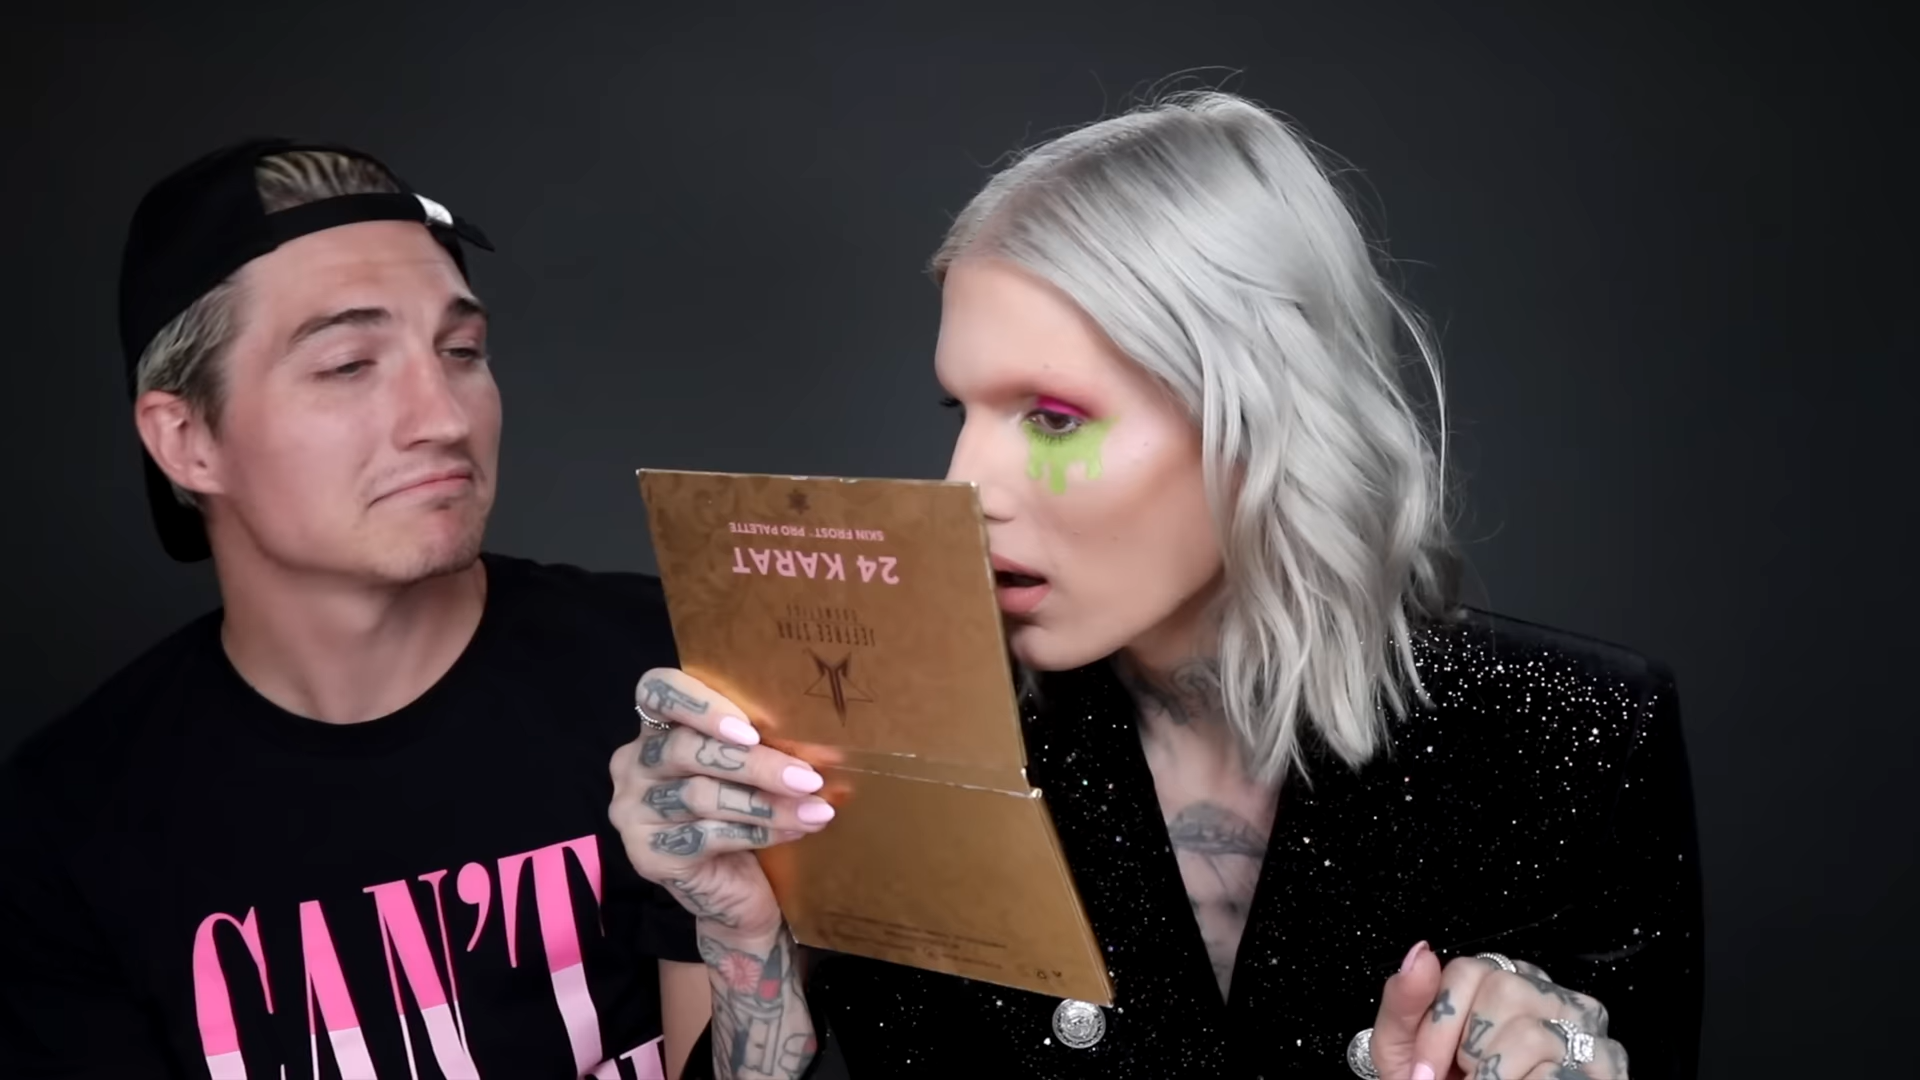 SKIN FROST™ PRO PALETTE
24 KARAT
COSMETICS
JEFFREE STAR
CAN'T